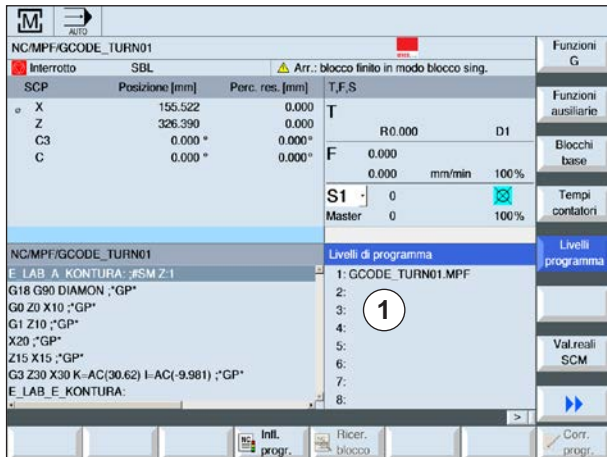 M
AUTO
NC/MPF/GCODE_TURN01
Interrotto SBL Arr.: blocco finito in modo blocco sing.
SCP Posizione [mm] Perc. res. [mm] T,F,S
X 155.522 0.000
Z 326.390 0.000
C3 0.000 ° 0.000°
C 0.000 ° 0.000°
T
R0.000 D1
F 0.000
0.000 mm/min 100%
S1 0
Master 0 100%
NC/MPF/GCODE_TURN01
E_LAB_A_KONTURA: ;#SM Z:1
G18 G90 DIAMON ;*GP*
G0 Z0 X10 ;*GP*
G1 Z10 ;*GP*
X20 ;*GP*
Z15 X15 ;*GP*
G3 Z30 X30 K=AC(30.62) I=AC(-9.981) ;*GP*
E_LAB_E_KONTURA:
Livelli di programma
1: GCODE_TURN01.MPF
2:
3:
4:
5:
6:
7:
8:
1
>
Funzioni
G
Funzioni
ausiliarie
Blocchi
base
Tempi
contatori
Livelli
programma
Val.reali
SCM
NC Infl.
progr.
Ricer.
blocco
Corr.
progr.